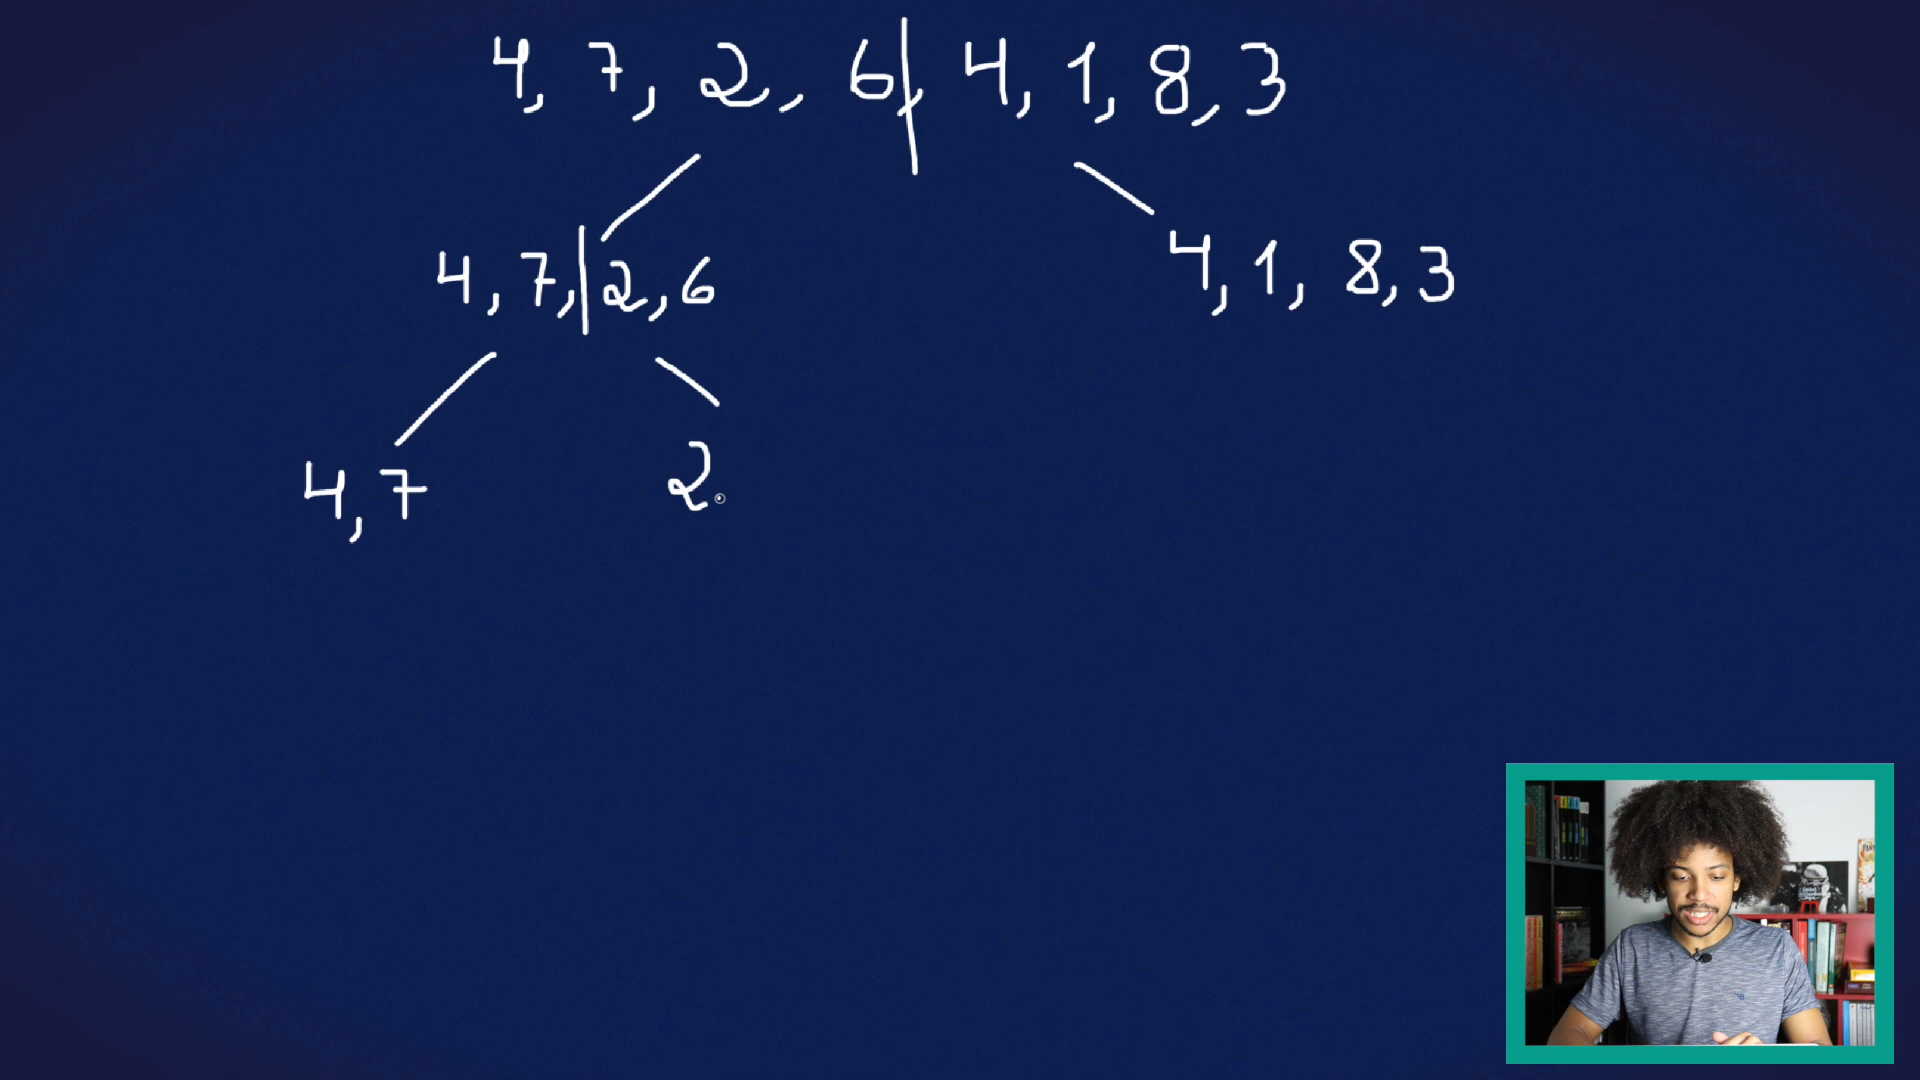 4, 7, 2, 6, 4, 1, 8, 3
4, 7, 2, 6
4, 1, 8, 3
4, 7
2